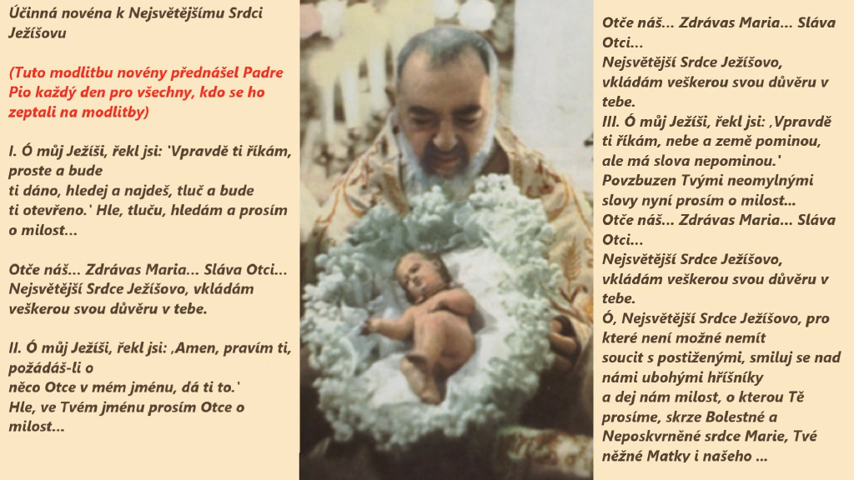 Účinná novéna k Nejsvětějšímu Srdci
Ježíšovu
(Tuto modlitbu novény přednášel Padre
Pio každý den pro všechny, kdo se ho
zeptali na modlitby)
I. Ó můj Ježíši, řekl jsi: 'Vpravdě ti říkám,
proste a bude
ti dáno, hledej a najdeš, tluč a bude
ti otevřeno.' Hle, tluču, hledám a prosím
o milost...
Otče náš... Zdrávas Maria... Sláva Otci...
Nejsvětější Srdce Ježíšovo, vkládám
veškerou svou důvěru v tebe.
II. Ó můj Ježíši, řekl jsi: ‚Amen, pravím ti,
požádáš-li o
něco Otce v mém jménu, dá ti to.'
Hle, ve Tvém jménu prosím Otce o
milost...
Otče náš... Zdrávas Maria... Sláva
Otci...
Nejsvětější Srdce Ježíšovo,
vkládám veškerou svou důvěru v
tebe.
III. Ó můj Ježíši, řekl jsi: ‚Vpravdě
ti říkám, nebe a země pominou,
ale má slova nepominou.'
Povzbuzen Tvými neomylnými
slovy nyní prosím o milost...
Otče náš... Zdrávas Maria... Sláva
Otci...
Nejsvětější Srdce Ježíšovo,
vkládám veškerou svou důvěru v
tebe.
Ó, Nejsvětější Srdce Ježíšovo, pro
které není možné nemít
soucit s postiženými, smiluj se nad
námi ubohými hříšníky
a dej nám milost, o kterou Tě
prosíme, skrze Bolestné a
Neposkvrněné srdce Marie, Tvé
něžné Matky i našeho ...